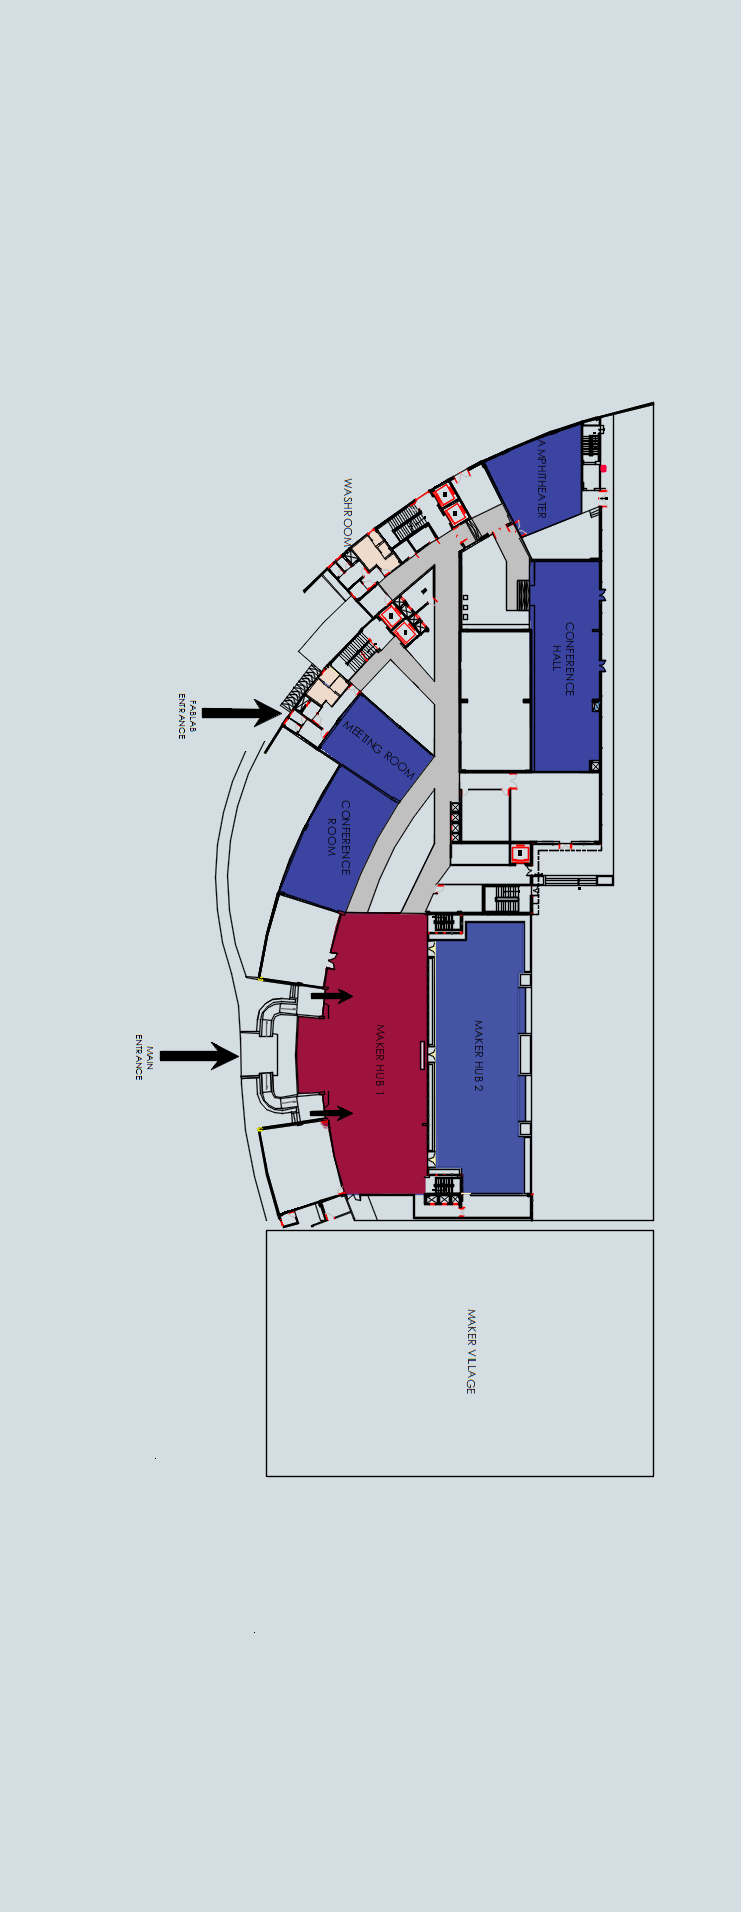 AMPHITHEATER
WASHROOM
CONFERENCE
HALL
FABLAB
ENTRANCE
MEETING ROOM
CONFERENCE
ROOM
MAIN
ENTRANCE
MAKER HUB 1
MAKER HUB 2
MAKER VILLAGE